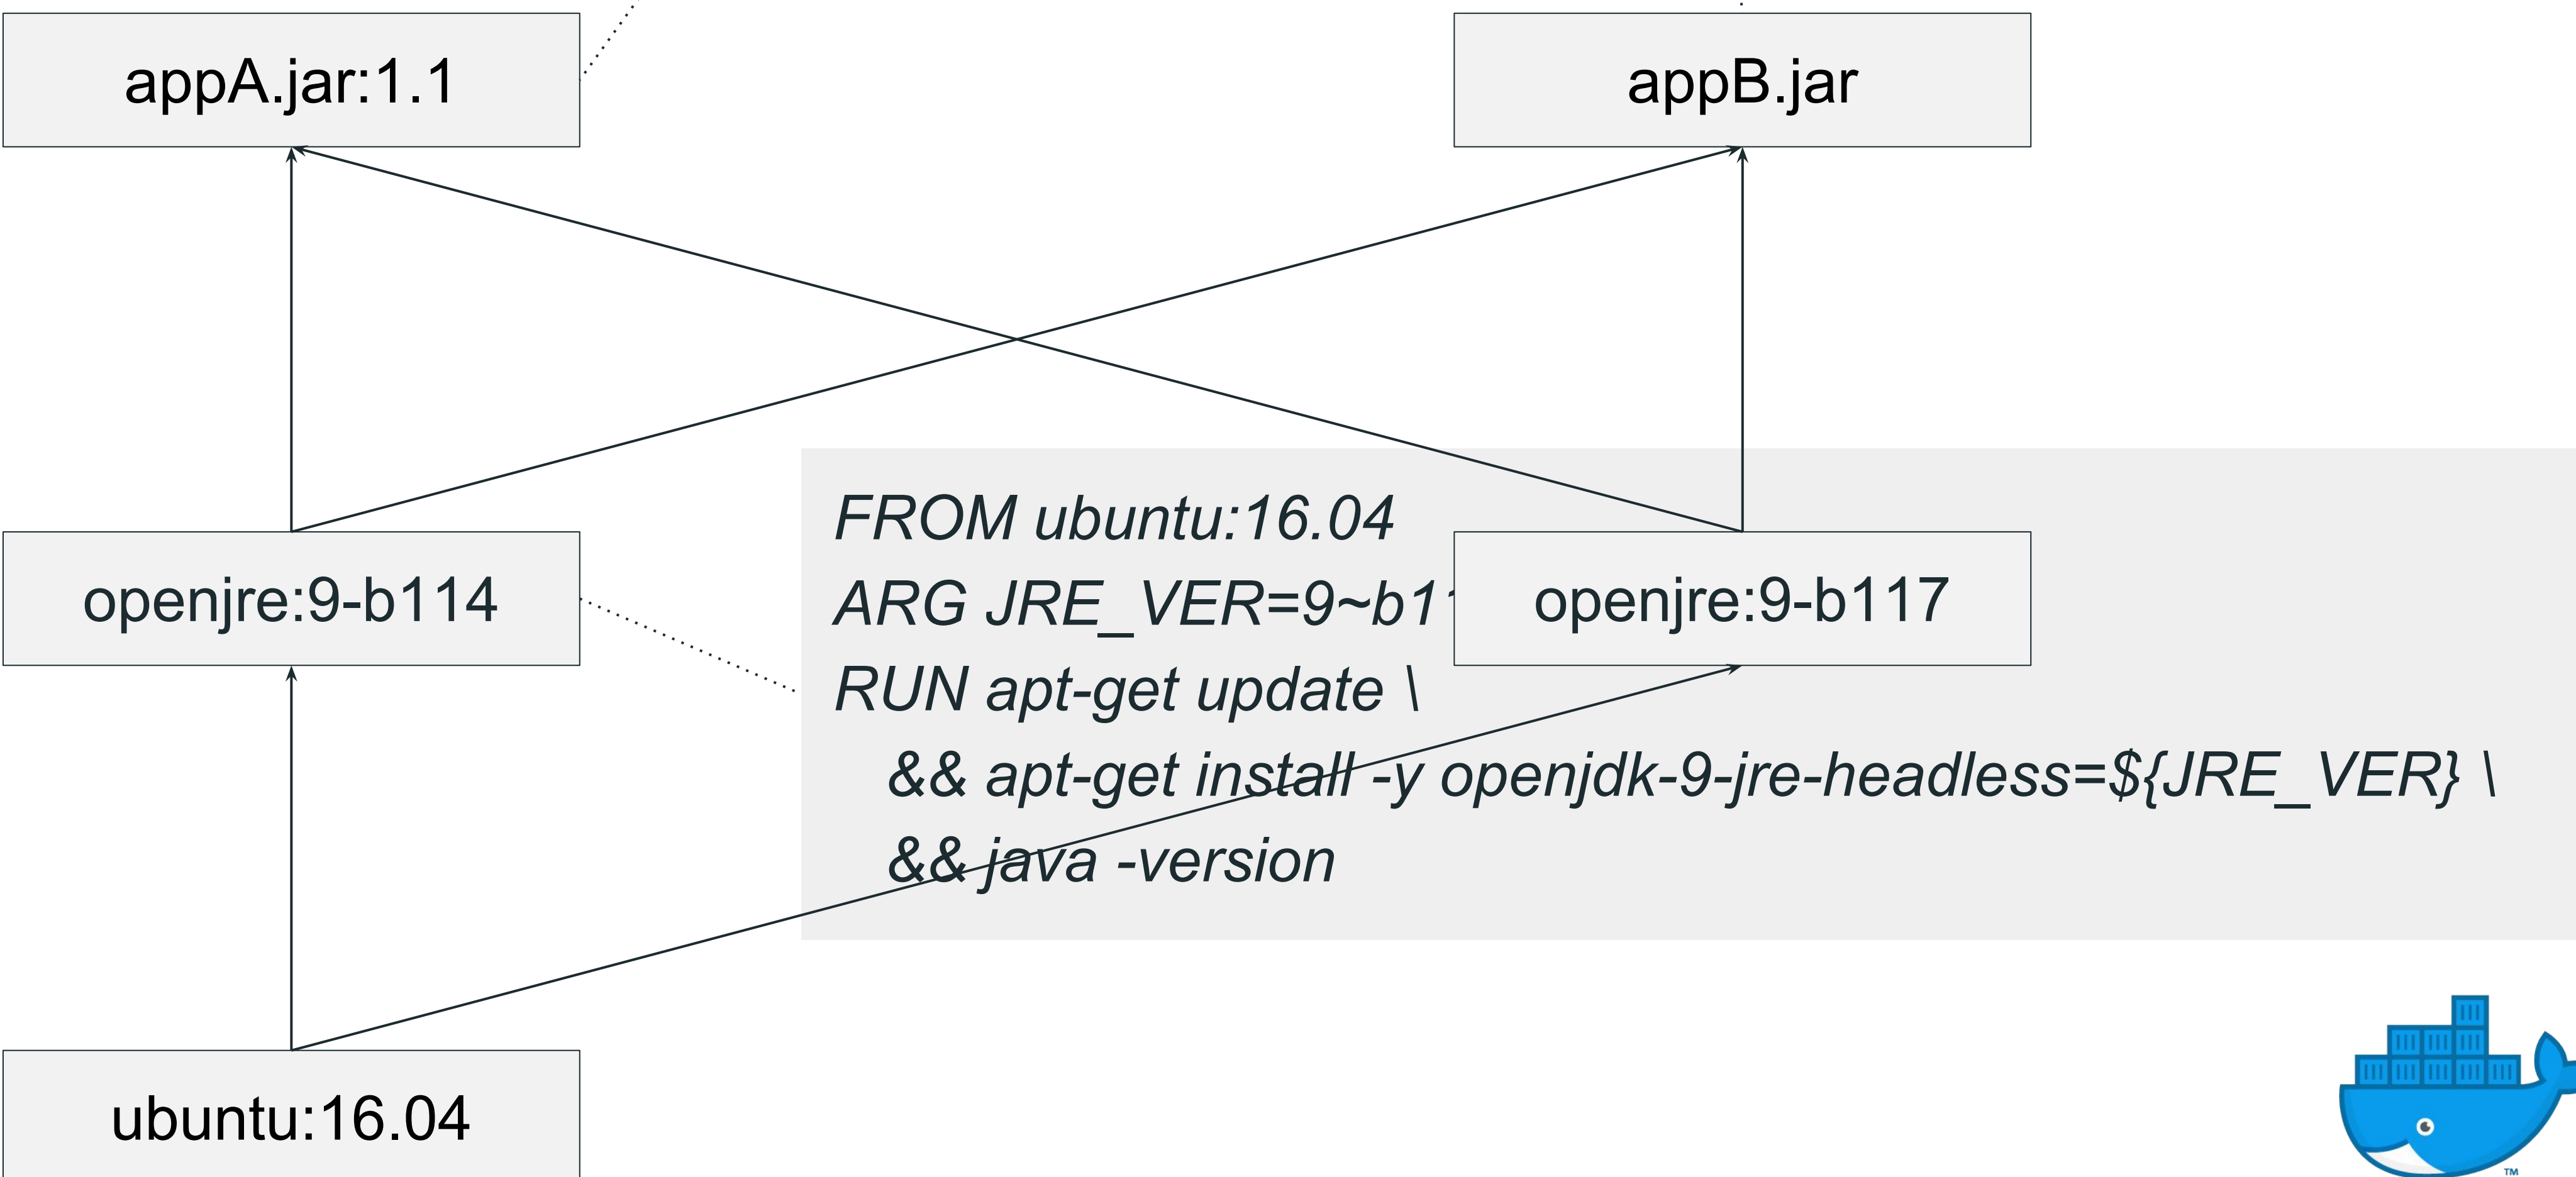 appA.jar:1.1
appB.jar
FROM ubuntu:16.04
openjre:9-b114
ARG JRE_VER=9~b1
openjre:9-b117
RUN apt-get update \
&& apt-get install -y openjdk-9-jre-headless=${JRE_VER} \
&& java -version
ubuntu:16.04
TM